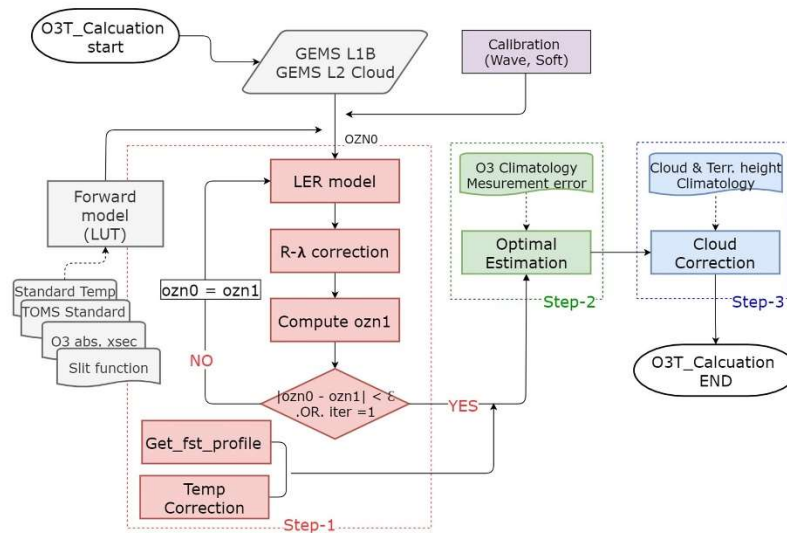 O3T_Calcuation
start
GEMS L1B
GEMS L2 Cloud
Calibration
(Wave, Soft)
OZN0
LER model
Forward
model
(LUT)
R-λ correction
ozn0 = ozn1
Standard Temp
TOMS Standard
O3 abs. xsec
Slit function
Compute ozn1
NO
|ozn0 - ozn1| < ε
.OR. iter =1
YES
Get_fst_profile
Temp
Correction
Step-1
O3 Climatology
Mesurement error
Optimal
Estimation
Step-2
Cloud & Terr. height
Climatology
Cloud
Correction
Step-3
O3T_Calcuation
END